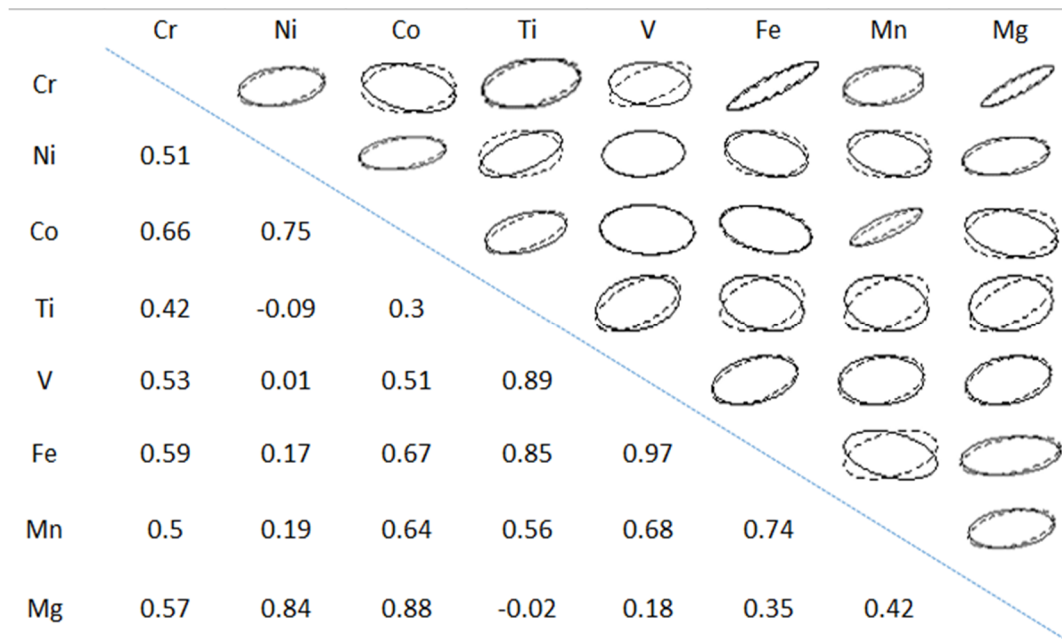 Cr Ni Co Ti V Fe Mn Mg
Cr
Ni 0.51
Co 0.66 0.75
Ti 0.42 -0.09 0.3
V 0.53 0.01 0.51 0.89
Fe 0.59 0.17 0.67 0.85 0.97
Mn 0.5 0.19 0.64 0.56 0.68 0.74
Mg 0.57 0.84 0.88 -0.02 0.18 0.35 0.42